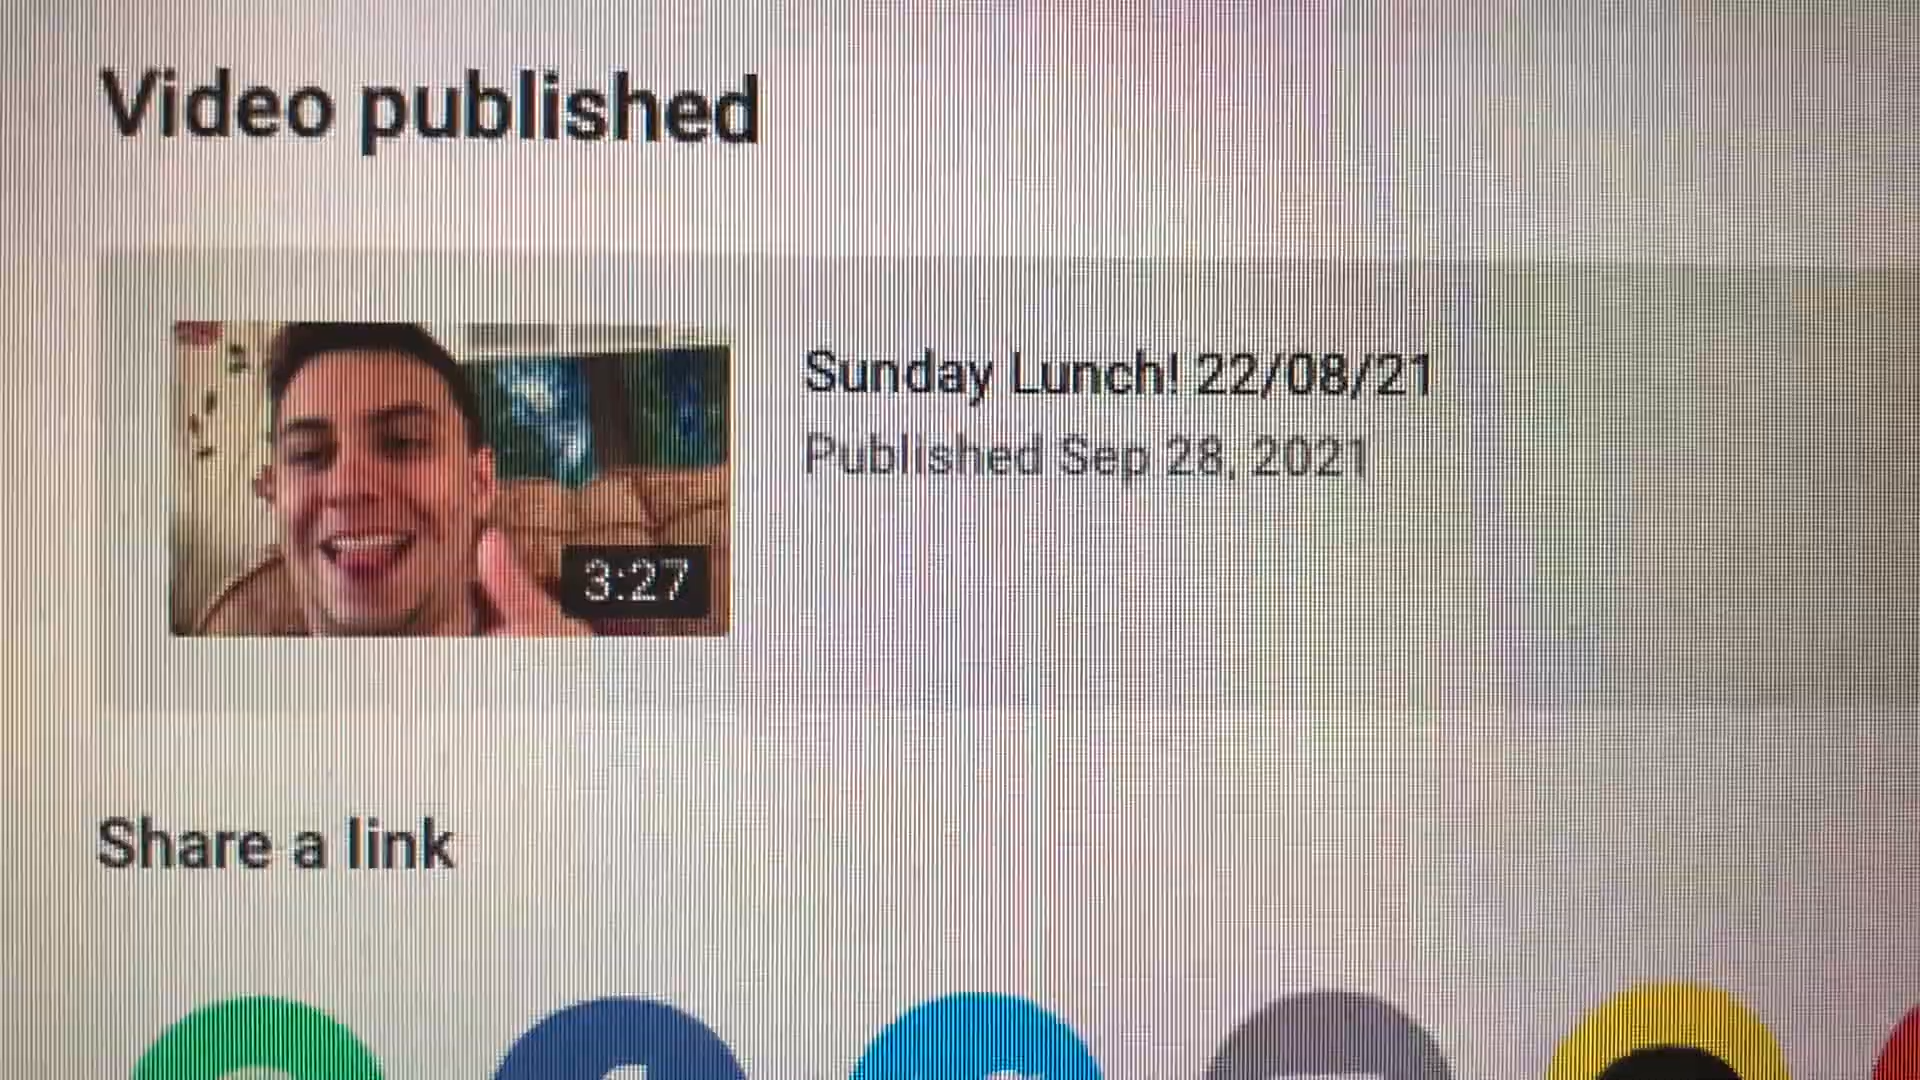 Video published
Sunday Lunch! 22/08/21
Published Sep 28, 2021
3:27
Share a link